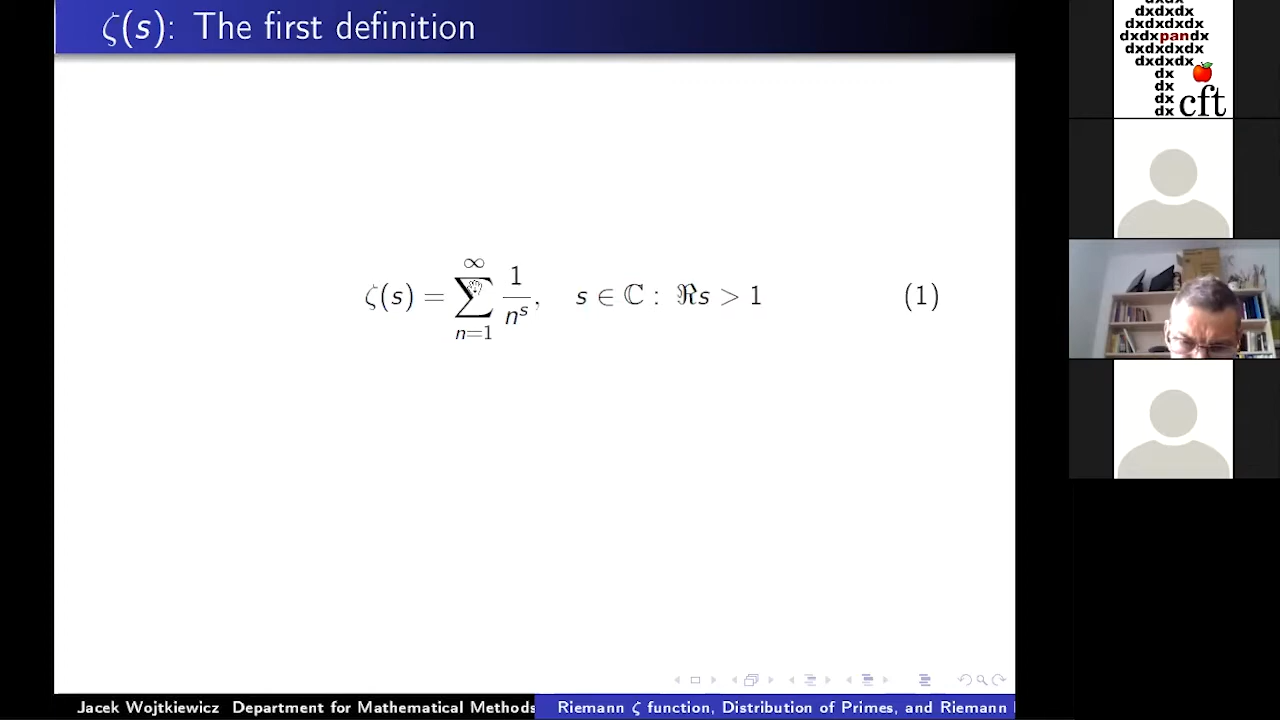 ζ(s): The first definition
ζ(s) = ∑_{n=1}^{∞} 1/n^s, s ∈ ℂ : ℜs > 1 (1)
Jacek Wojtkiewicz Department for Mathematical Methods
Riemann ζ function, Distribution of Primes, and Riemann
dxdxdx
dxdxdxdx
dxdxpandx
dxdxdxdx
dxdxdx
dx
dx
dx
dx
cft